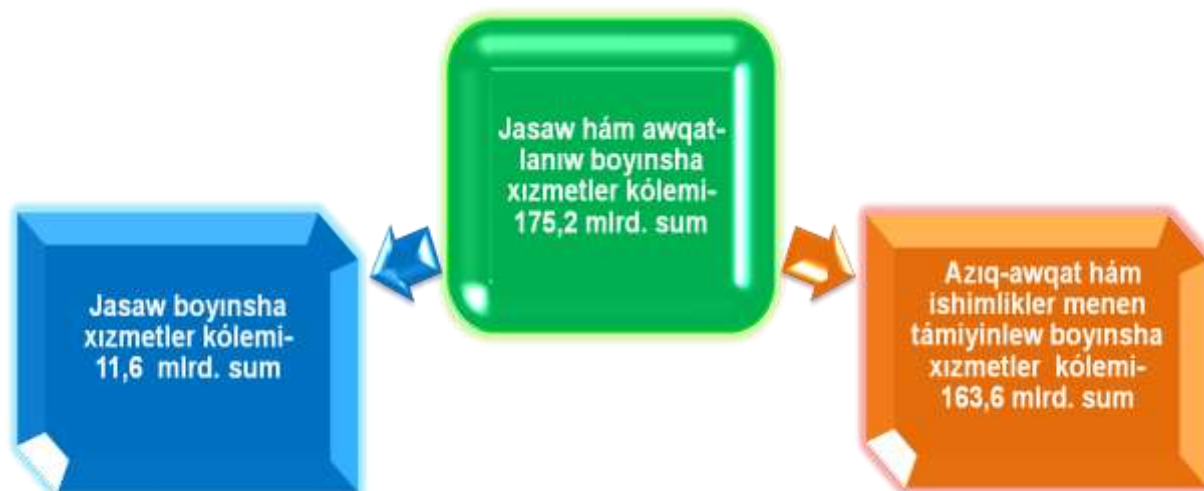 Jasaw hám awqat-
lanıw boyınsha
xızmetler kólemi-
175,2 mlrd. sum
Jasaw boyınsha
xızmetler kólemi-
11,6 mlrd. sum
Azıq-awqat hám
ishimlikler menen
támiyinlew boyınsha
xızmetler kólemi-
163,6 mlrd. sum